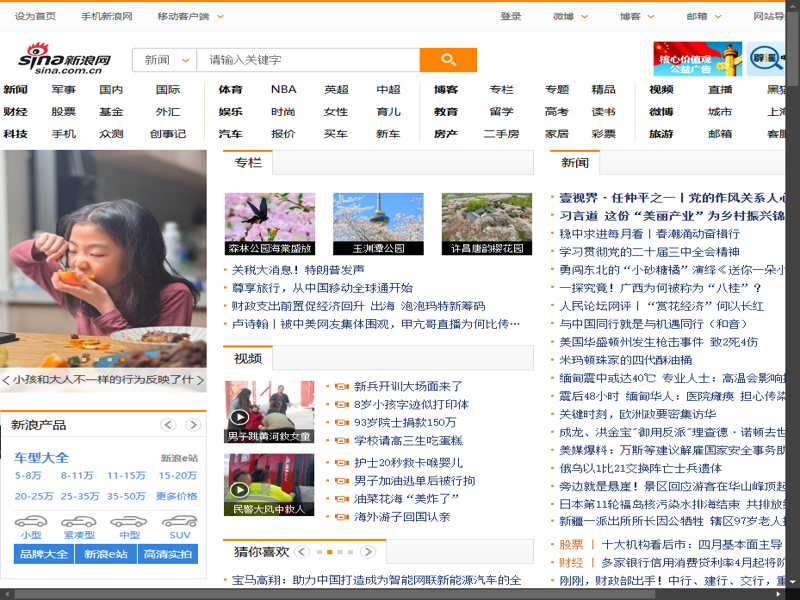 设为首页 手机新浪网 移动客户端 登录 微博 博客 邮箱 网站导
sina新浪网
sina.com.cn
新闻 请输入关键字
核心价值观
公益广告
辟谣
新闻 军事 国内 国际 体育 NBA 英超 中超 博客 专栏 专题 精品 视频 直播
财经 股票 基金 外汇 娱乐 时尚 女性 育儿 教育 留学 高考 读书 微博 城市 上海
科技 手机 众测 创事记 汽车 报价 买车 新车 房产 二手房 家居 彩票 旅游 邮箱 客服
小孩和大人不一样的行为反映了什
新浪产品
车型大全 新浪e站
5-8万 8-11万 11-15万 15-20万
20-25万 25-35万 35-50万 更多价格
小型 紧凑型 中型 SUV
品牌大全 新浪e站 高清实拍
专栏
森林公园海棠盛放 玉渊潭公园 许昌唐韵樱花园
关税大消息！特朗普发声
尊享旅行，从中国移动全球通开始
财政支出前置促经济回升 出海 泡泡玛特新筹码
卢诗翰丨被中美网友集体围观，甲亢哥直播为何比传…
视频
男子跳黄河救女童
民警大风中救人
新兵开训大场面来了
8岁小孩字迹似打印体
93岁院士捐款150万
学校请高三生吃蛋糕
护士20秒救卡喉婴儿
男子加油逃单后被行拘
油菜花海“美炸了”
海外游子回国认亲
猜你喜欢
宝马高翔：助力中国打造成为智能网联新能源汽车的全
新闻
壹视界·任仲平之一丨党的作风关系人心
习言道 这份“美丽产业”为乡村振兴锦
稳中求进每月看丨春潮涌动奋楫行
学习贯彻党的二十届三中全会精神
勇闯东北的“小砂糖橘”演绎《送你一朵小
一探究竟！广西为何被称为“八桂”？
人民论坛网评丨“赏花经济”何以长红
与中国同行就是与机遇同行（和音）
美国华盛顿州发生枪击事件 致2死4伤
米玛顿珠家的四代酥油桶
缅甸震中或达40℃ 专业人士：高温会影响
震后48小时 缅甸华人：医院瘫痪 担心传染
关键时刻，欧洲政要密集访华
成龙、洪金宝"御用反派"理查德·诺顿去世
美媒爆料：万斯等建议解雇国家安全事务助
俄乌以1比21交换阵亡士兵遗体
旁边就是悬崖！景区回应游客在华山峰顶起
日本第11轮福岛核污染水排海结束 共排放约
新疆一派出所所长因公牺牲 辖区97岁老人
股票丨十大机构看后市：四月基本面主导
财经丨多家银行信用消费贷利率4月起将阶
刚刚，财政部出手！中行、建行、交行，重